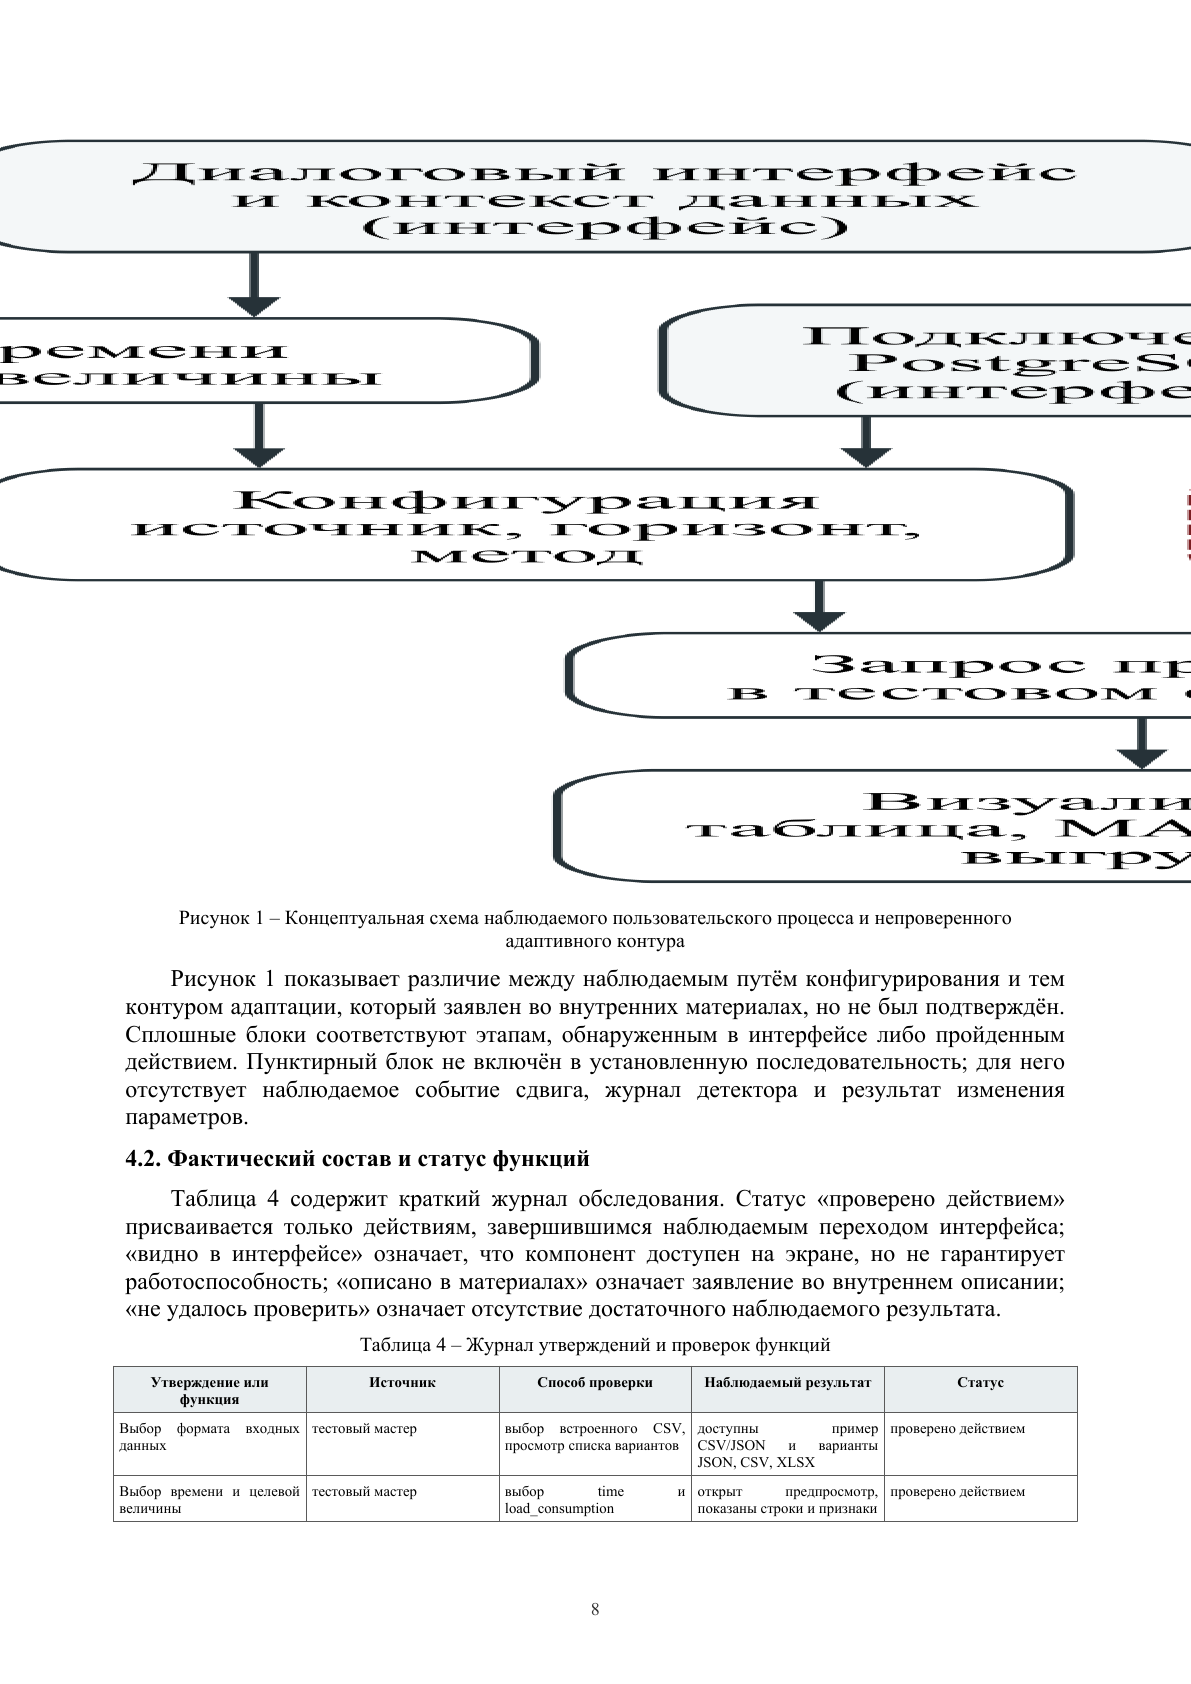 Диалоговый интерфейс
и контекст данных
(интерфейс)
ремени
величины
Подключе
PostgreS
(интерфе
Конфигурация
источник, горизонт,
метод
Запрос пр
в тестовом
Визуали
таблица, MA
выгру
Рисунок 1 – Концептуальная схема наблюдаемого пользовательского процесса и непроверенного
адаптивного контура
Рисунок 1 показывает различие между наблюдаемым путём конфигурирования и тем
контуром адаптации, который заявлен во внутренних материалах, но не был подтверждён.
Сплошные блоки соответствуют этапам, обнаруженным в интерфейсе либо пройденным
действием. Пунктирный блок не включён в установленную последовательность; для него
отсутствует наблюдаемое событие сдвига, журнал детектора и результат изменения
параметров.
4.2. Фактический состав и статус функций
Таблица 4 содержит краткий журнал обследования. Статус «проверено действием»
присваивается только действиям, завершившимся наблюдаемым переходом интерфейса;
«видно в интерфейсе» означает, что компонент доступен на экране, но не гарантирует
работоспособность; «описано в материалах» означает заявление во внутреннем описании;
«не удалось проверить» означает отсутствие достаточного наблюдаемого результата.
Таблица 4 – Журнал утверждений и проверок функций
Утверждение или
функция
Источник
Способ проверки
Наблюдаемый результат
Статус
Выбор формата входных
данных
тестовый мастер
выбор встроенного CSV,
просмотр списка вариантов
доступны пример
CSV/JSON и варианты
JSON, CSV, XLSX
проверено действием
Выбор времени и целевой
величины
тестовый мастер
выбор time и
load_consumption
открыт предпросмотр,
показаны строки и признаки
проверено действием
8